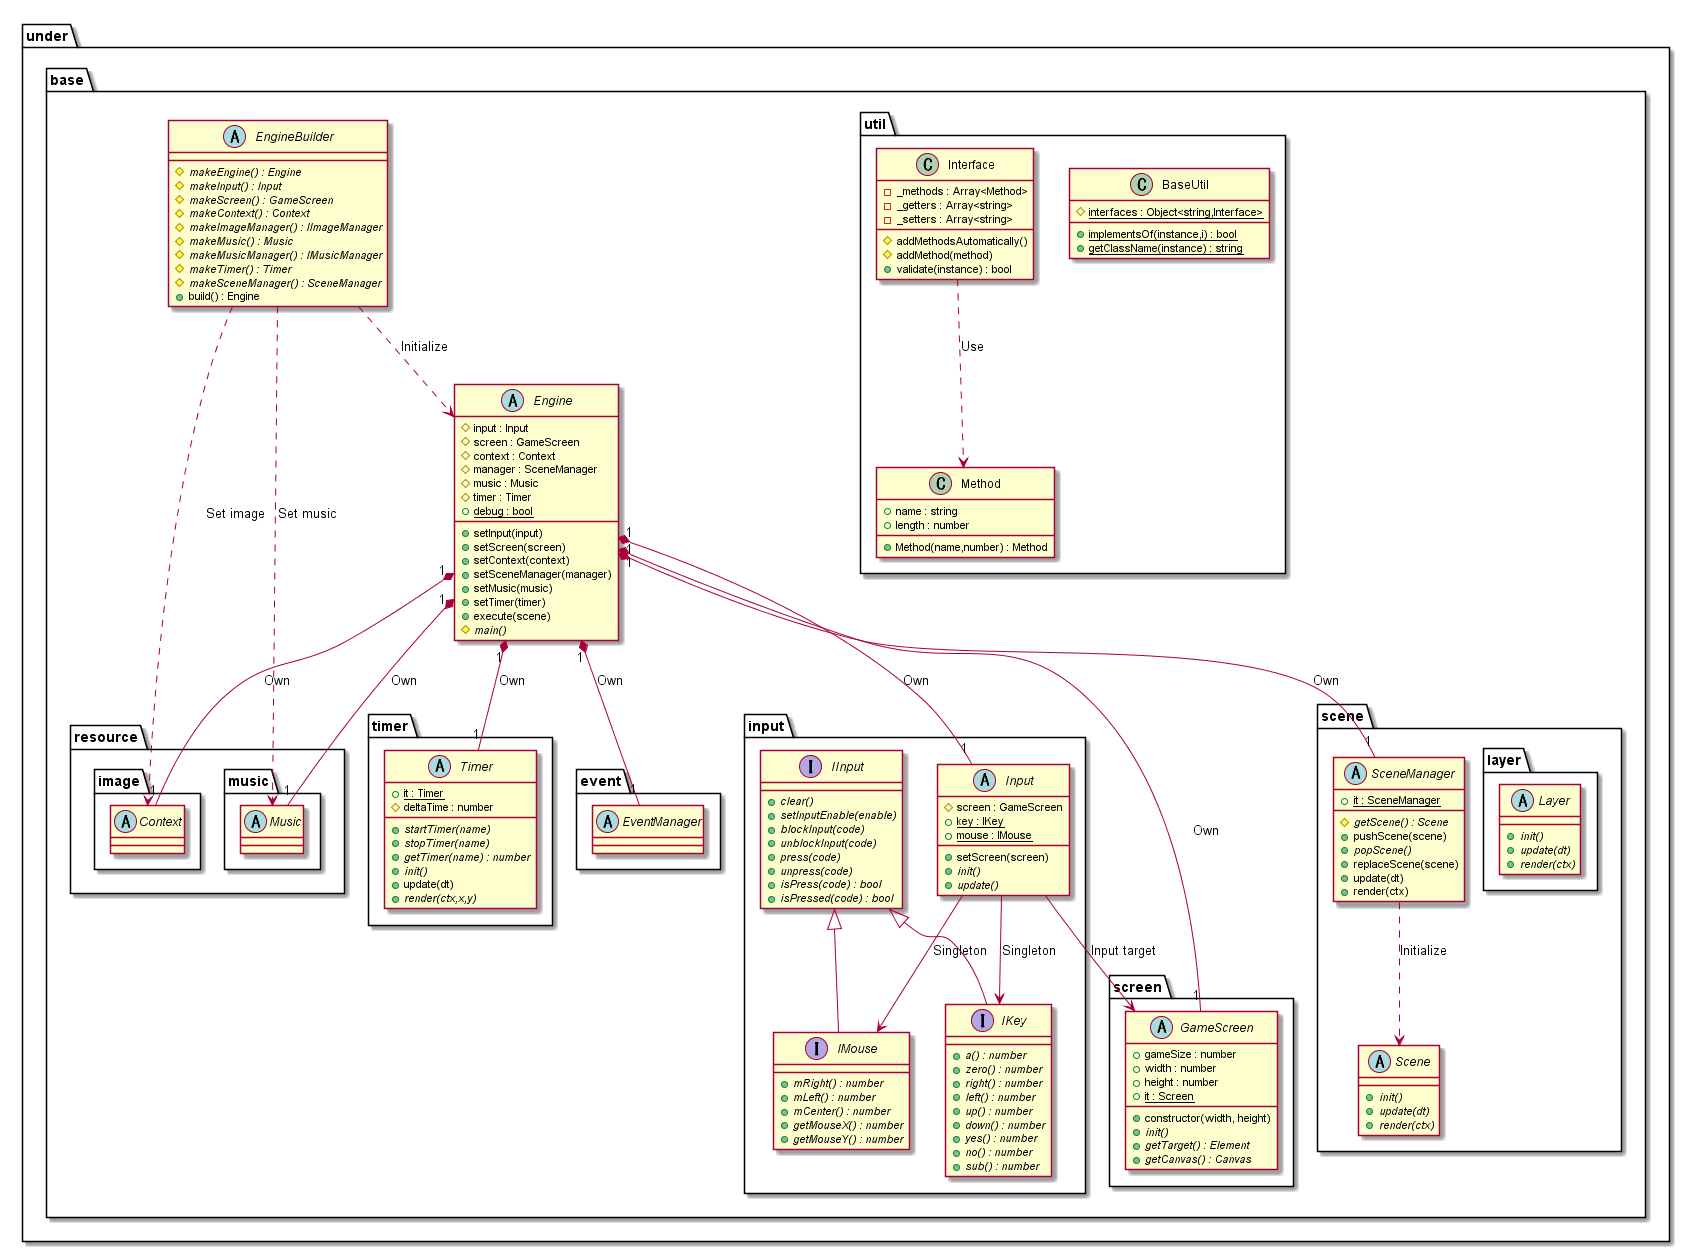 under
base
A EngineBuilder
makeEngine() : Engine
makeInput() : Input
makeScreen() : GameScreen
makeContext() : Context
makeImageManager() : IImageManager
makeMusic() : Music
makeMusicManager() : IMusicManager
makeTimer() : Timer
makeSceneManager() : SceneManager
build() : Engine
util
C Interface
_methods : Array<Method>
_getters : Array<string>
_setters : Array<string>
addMethodsAutomatically()
addMethod(method)
validate(instance) : bool
C BaseUtil
interfaces : Object<string,Interface>
implementsOf(instance,i) : bool
getClassName(instance) : string
Initialize
Use
A Engine
input : Input
screen : GameScreen
context : Context
manager : SceneManager
music : Music
timer : Timer
debug : bool
setInput(input)
setScreen(screen)
setContext(context)
setSceneManager(manager)
setMusic(music)
setTimer(timer)
execute(scene)
main()
C Method
name : string
length : number
Method(name,number) : Method
Set image
Set music
1
1
1
1
1
1
1
Own
Own
Own
Own
Own
Own
resource
image
1
A Context
music
1
A Music
timer
1
A Timer
it : Timer
deltaTime : number
startTimer(name)
stopTimer(name)
getTimer(name) : number
init()
update(dt)
render(ctx,x,y)
event
1
A EventManager
input
I IInput
clear()
setInputEnable(enable)
blockInput(code)
unblockInput(code)
press(code)
unpress(code)
isPress(code) : bool
isPressed(code) : bool
1
A Input
screen : GameScreen
key : IKey
mouse : IMouse
setScreen(screen)
init()
update()
Own
scene
1
A SceneManager
it : SceneManager
getScene() : Scene
pushScene(scene)
popScene()
replaceScene(scene)
update(dt)
render(ctx)
layer
A Layer
init()
update(dt)
render(ctx)
Singleton
Singleton
Input target
Initialize
I IMouse
mRight() : number
mLeft() : number
mCenter() : number
getMouseX() : number
getMouseY() : number
I IKey
a() : number
zero() : number
right() : number
left() : number
up() : number
down() : number
yes() : number
no() : number
sub() : number
screen
1
A GameScreen
gameSize : number
width : number
height : number
it : Screen
constructor(width, height)
init()
getTarget() : Element
getCanvas() : Canvas
A Scene
init()
update(dt)
render(ctx)